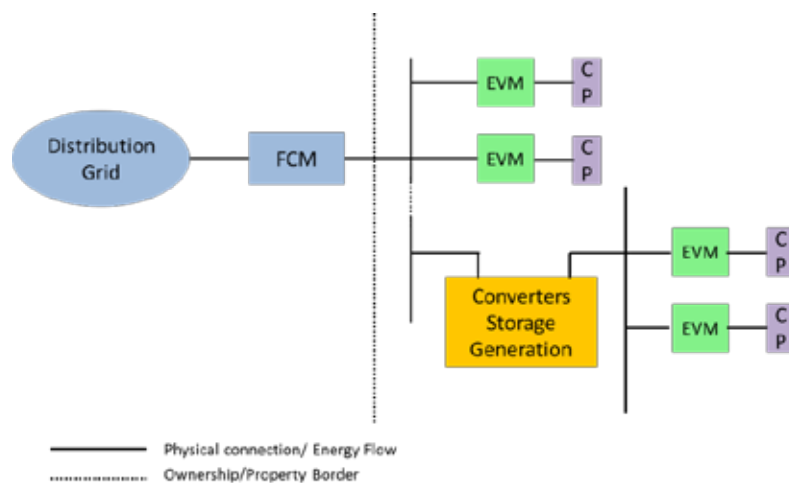 Distribution
Grid
FCM
EVM
C
P
EVM
C
P
Converters
Storage
Generation
EVM
C
P
EVM
C
P
Physical connection/ Energy Flow
Ownership/Property Border